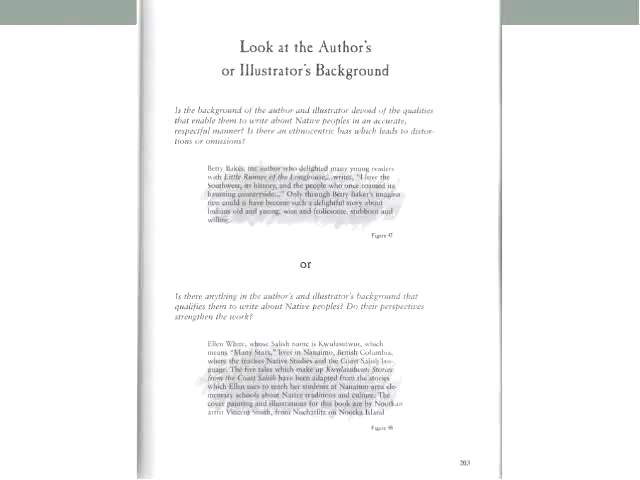 Look at the Author's
or Illustrator's Background
Is the background of the author and illustrator devoid of the qualities
that enable them to write about Native peoples in an accurate,
respectful manner? Is there an ethnocentric bias which leads to distor-
tions or omissions?
Betty Baker, the author who delighted many young readers
with Little Runner of the Longhouse, writes, "I love the
Southwest, its history, and the people who once roamed its
haunting countryside..." Only through Betty Baker's imagina
tion could it have become such a delightful story about
Indians old and young, wise and frolicsome, stubborn and
willing.
Figure 47
or
Is there anything in the author's and illustrator's background that
qualifies them to write about Native peoples? Do their perspectives
strengthen the work?
Ellen White, whose Salish name is Kwulasulwut, which
means "Many Stars," lives in Nanaimo, British Columbia,
where she teaches Native Studies and the Coast Salish lan-
guage. The five tales which make up Kwulasulwut: Stories
from the Coast Salish have been adapted from the stories
which Ellen uses to teach her students at Nanaimo area ele-
mentary schools about Native traditions and culture. The
cover painting and illustrations for this book are by Nootkan
artist Vincent Smith, from Nuchatlitz on Nootka Island
Figure 48
203